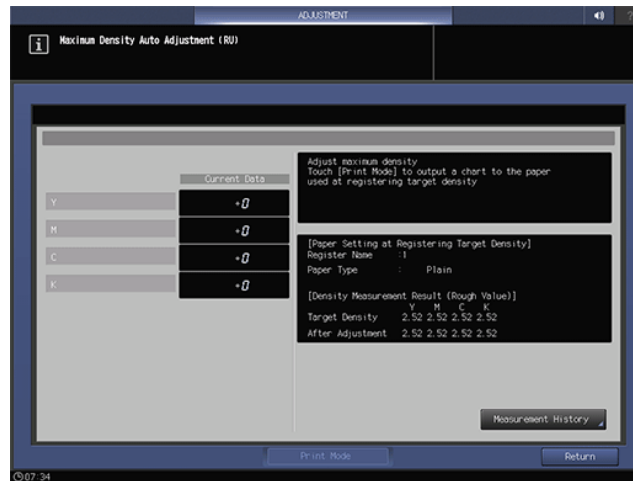 ADJUSTMENT
Maximum Density Auto Adjustment (RU)
Current Data
Y +0
M +0
C +0
K +0
Adjust maximum density
Touch [Print Mode] to output a chart to the paper
used at registering target density
[Paper Setting at Registering Target Density]
Register Name :1
Paper Type : Plain
[Density Measurement Result (Rough Value)]
Y M C K
Target Density 2.52 2.52 2.52 2.52
After Adjustment 2.52 2.52 2.52 2.52
Measurement History
Print Mode
Return
07:34